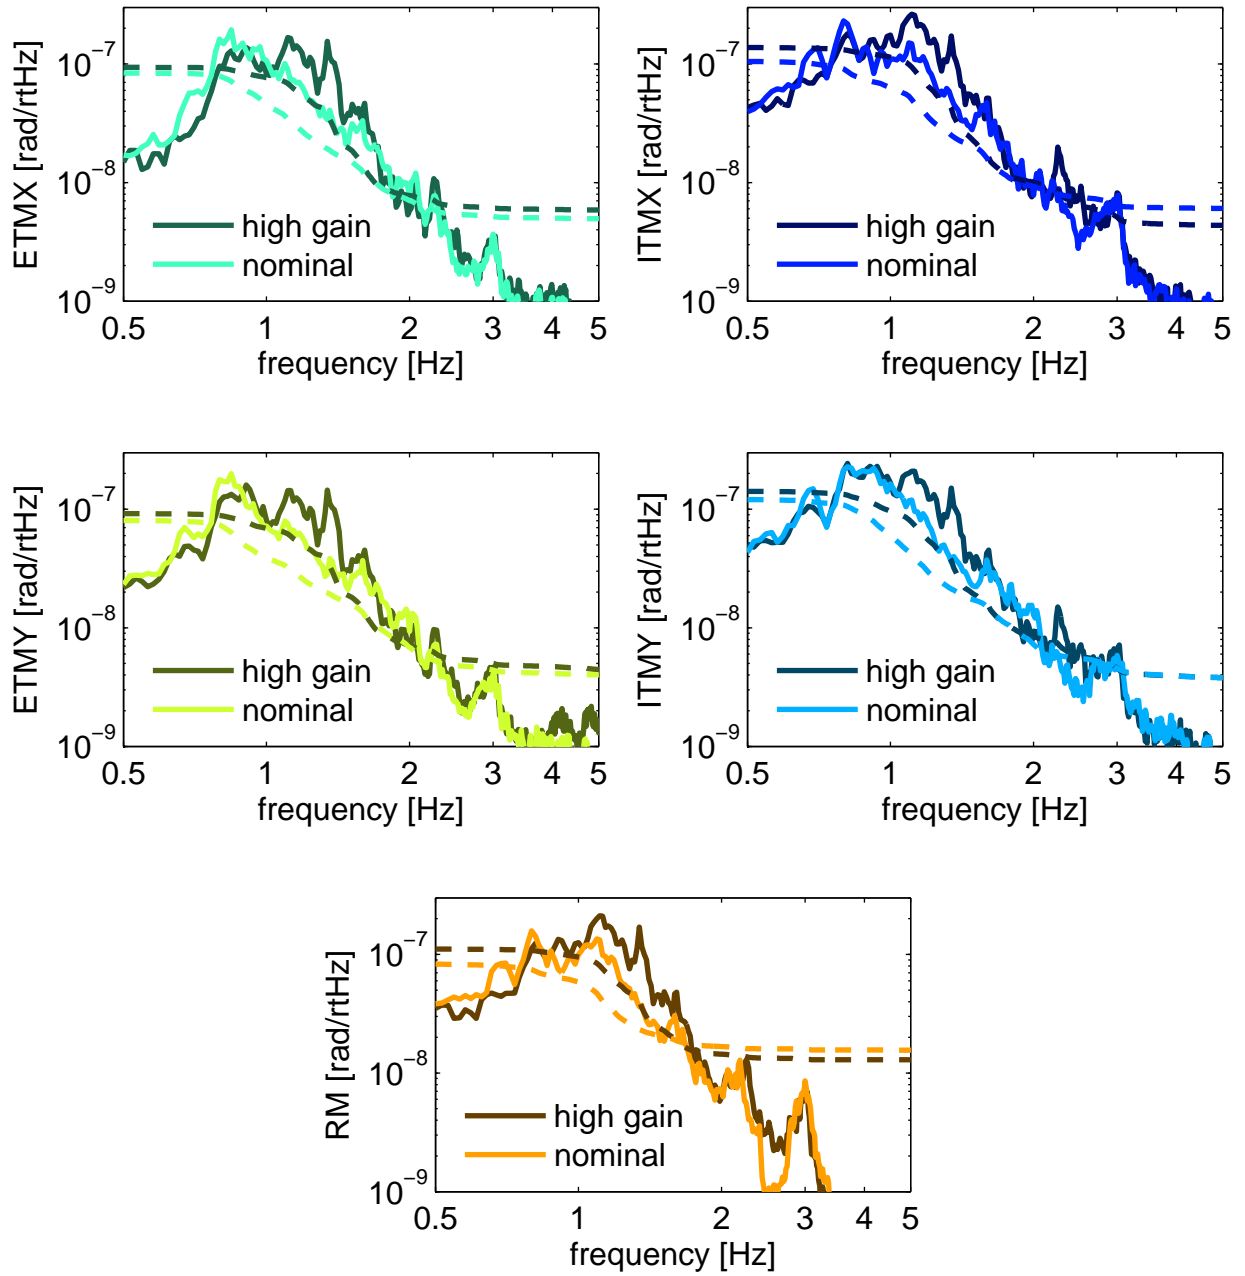 ETMX [rad/rtHz]
10−7
10−8
10−9
high gain
nominal
0.5 1 2 3 4 5
frequency [Hz]
ITMX [rad/rtHz]
10−7
10−8
10−9
high gain
nominal
0.5 1 2 3 4 5
frequency [Hz]
ETMY [rad/rtHz]
10−7
10−8
10−9
high gain
nominal
0.5 1 2 3 4 5
frequency [Hz]
ITMY [rad/rtHz]
10−7
10−8
10−9
high gain
nominal
0.5 1 2 3 4 5
frequency [Hz]
RM [rad/rtHz]
10−7
10−8
10−9
high gain
nominal
0.5 1 2 3 4 5
frequency [Hz]